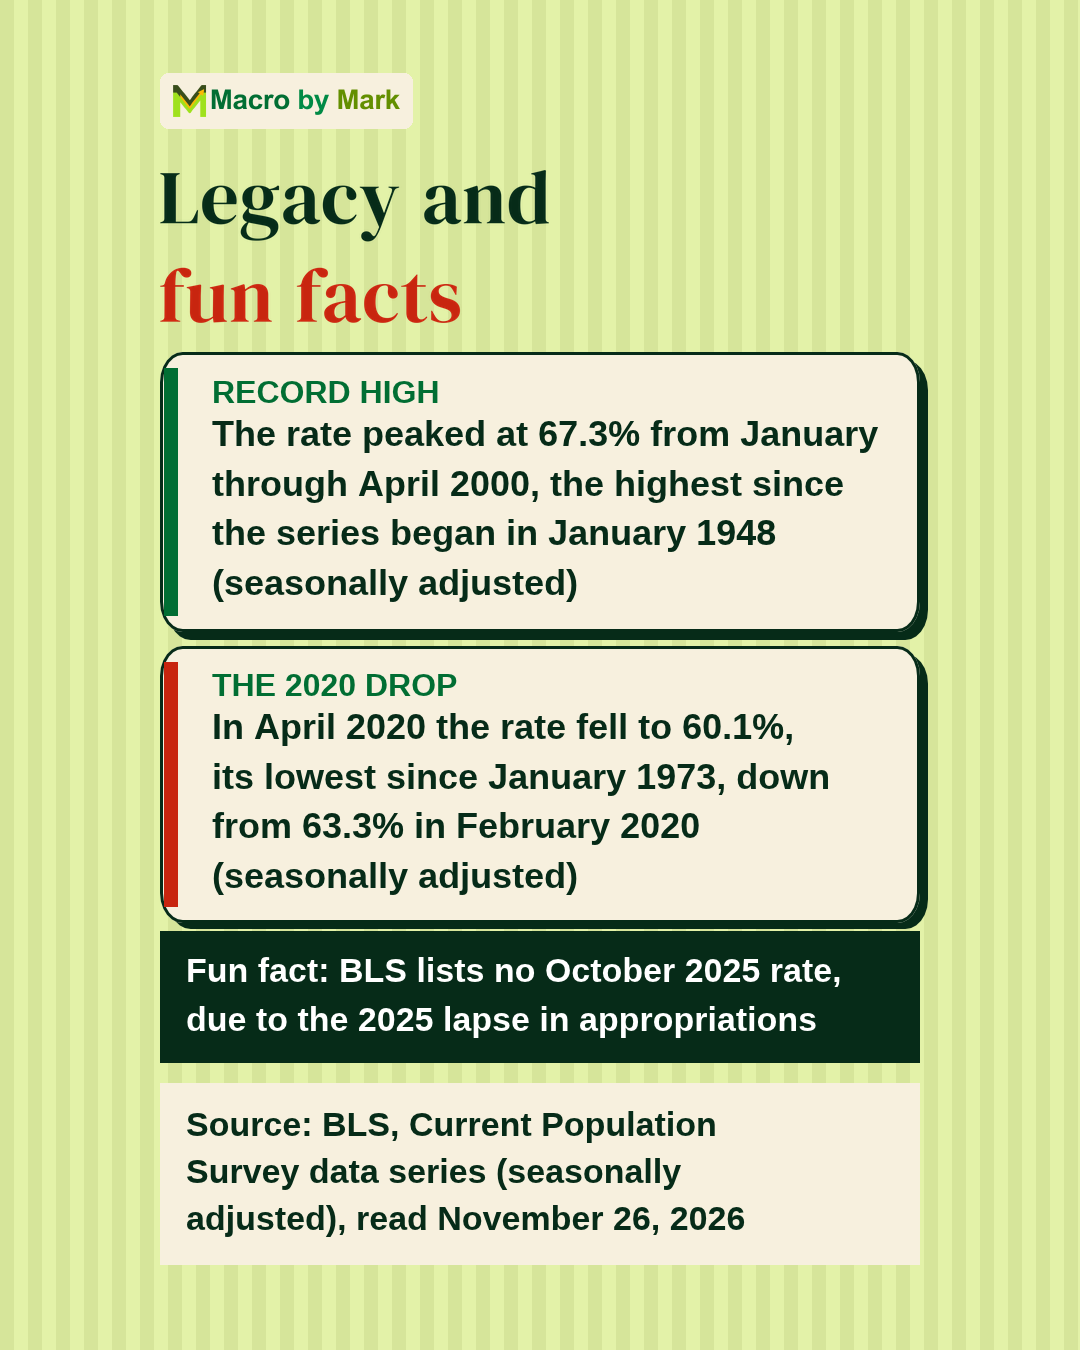 Macro by Mark
Legacy and
fun facts
RECORD HIGH
The rate peaked at 67.3% from January
through April 2000, the highest since
the series began in January 1948
(seasonally adjusted)
THE 2020 DROP
In April 2020 the rate fell to 60.1%,
its lowest since January 1973, down
from 63.3% in February 2020
(seasonally adjusted)
Fun fact: BLS lists no October 2025 rate,
due to the 2025 lapse in appropriations
Source: BLS, Current Population
Survey data series (seasonally
adjusted), read November 26, 2026